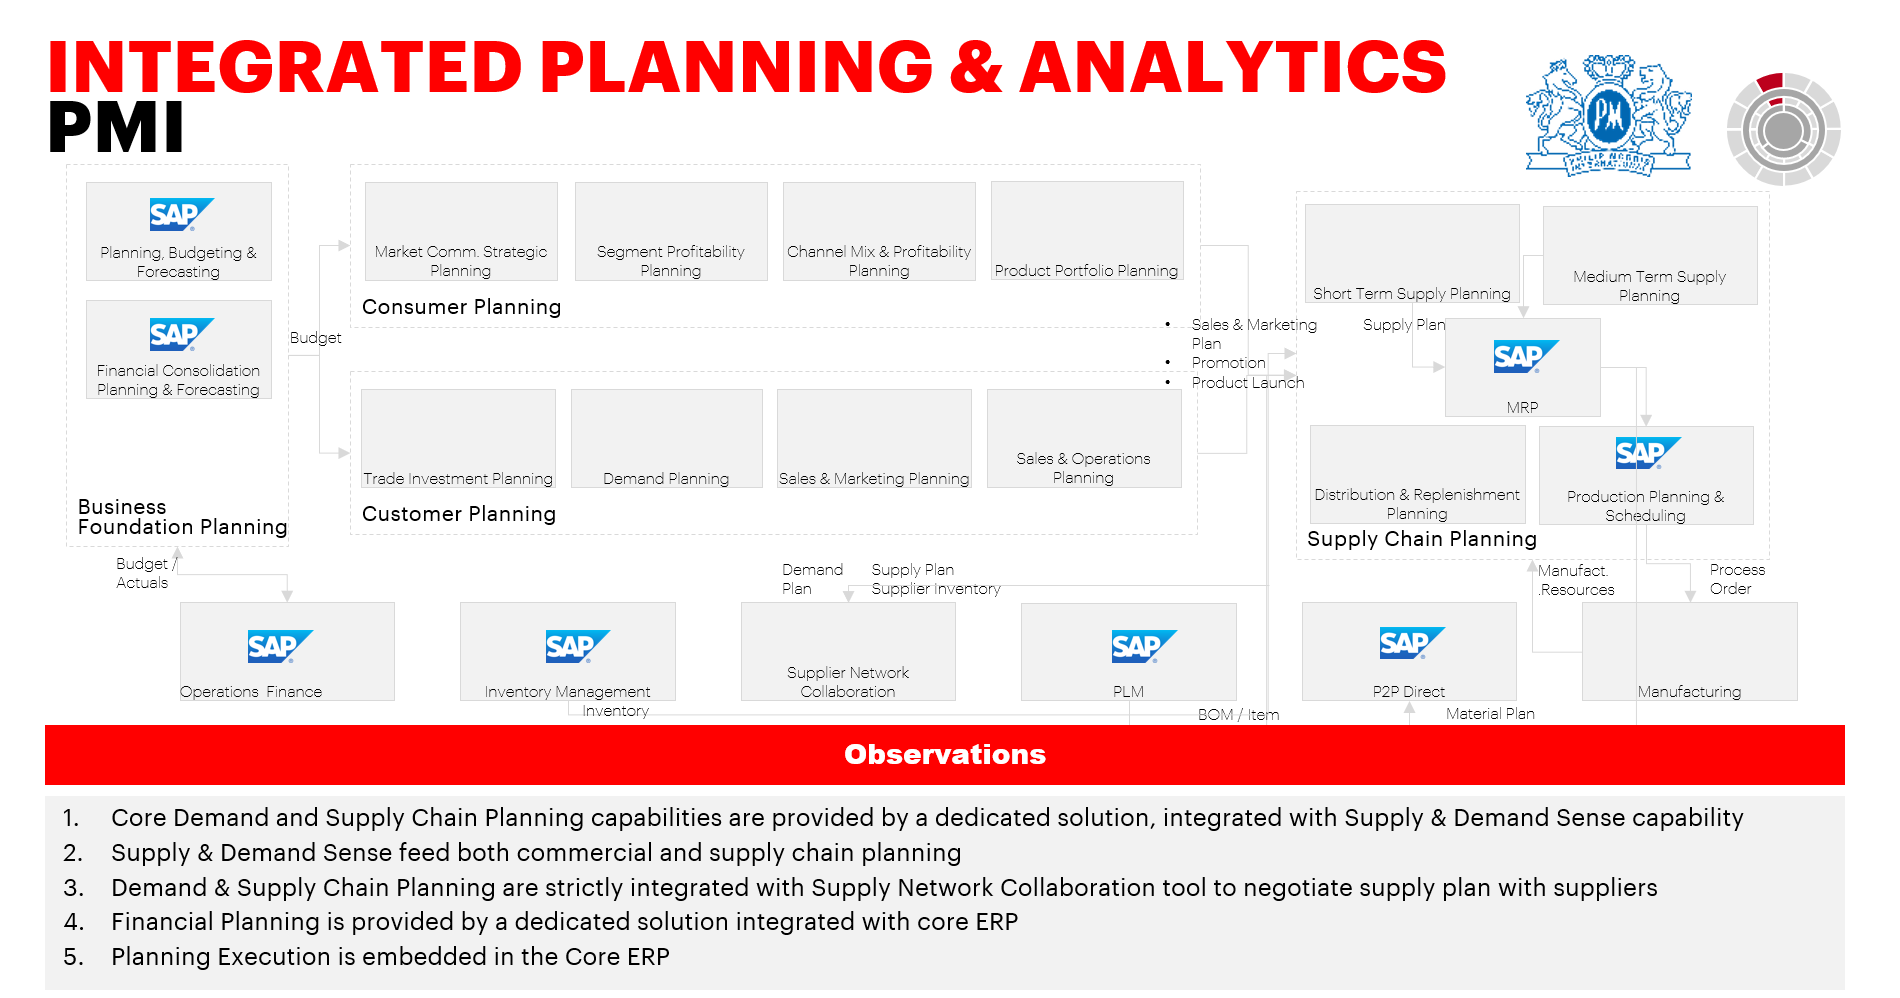 INTEGRATED PLANNING & ANALYTICS
PMI
PM
PHILIP MORRIS
INTERNATIONAL
SAP
Planning, Budgeting &
Forecasting
SAP
Financial Consolidation
Planning & Forecasting
Business
Foundation Planning
Budget
Market Comm. Strategic
Planning
Segment Profitability
Planning
Channel Mix & Profitability
Planning
Product Portfolio Planning
Consumer Planning
Trade Investment Planning
Demand Planning
Sales & Marketing Planning
Sales & Operations
Planning
Customer Planning
• Sales & Marketing
Plan
• Promotion
• Product Launch
Short Term Supply Planning
Medium Term Supply
Planning
Supply Plan
SAP
MRP
Distribution & Replenishment
Planning
SAP
Production Planning &
Scheduling
Supply Chain Planning
Budget /
Actuals
Demand
Plan
Supply Plan
Supplier Inventory
Manufact.
.Resources
Process
Order
SAP
Operations  Finance
SAP
Inventory Management
Inventory
Supplier Network
Collaboration
SAP
PLM
BOM / Item
SAP
P2P Direct
Material Plan
Manufacturing
Observations
1. Core Demand and Supply Chain Planning capabilities are provided by a dedicated solution, integrated with Supply & Demand Sense capability
2. Supply & Demand Sense feed both commercial and supply chain planning
3. Demand & Supply Chain Planning are strictly integrated with Supply Network Collaboration tool to negotiate supply plan with suppliers
4. Financial Planning is provided by a dedicated solution integrated with core ERP
5. Planning Execution is embedded in the Core ERP